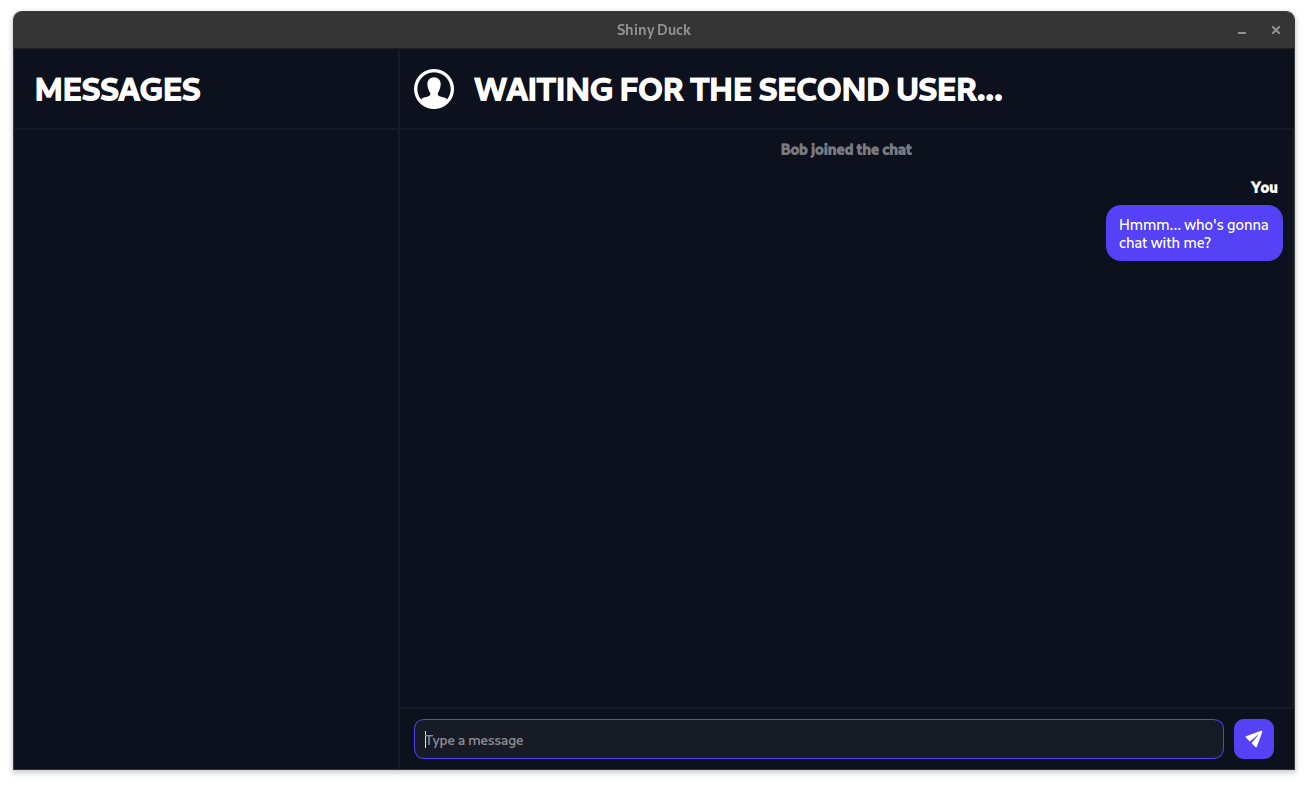 Shiny Duck
MESSAGES
WAITING FOR THE SECOND USER...
Bob joined the chat
You
Hmmm... who's gonna
chat with me?
Type a message